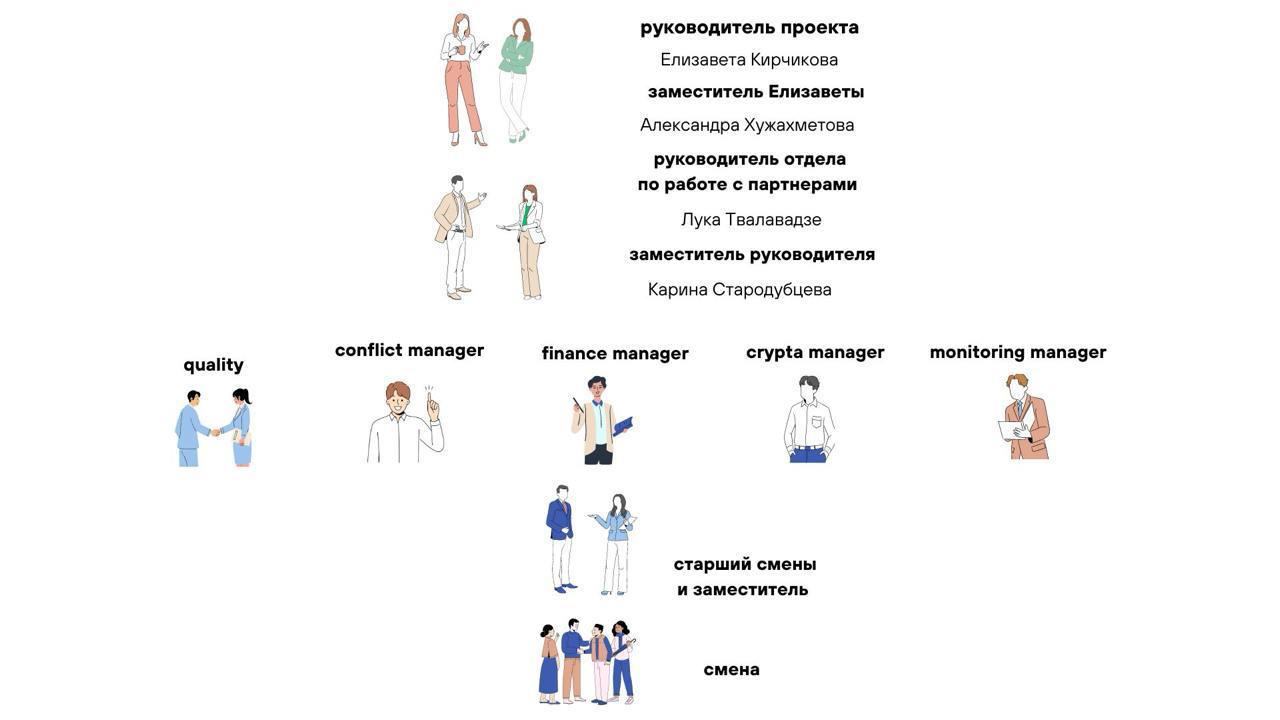 руководитель проекта
Елизавета Кирчикова
заместитель Елизаветы
Александра Хужахметова
руководитель отдела
по работе с партнерами
Лука Твалавадзе
заместитель руководителя
Карина Стародубцева
quality
conflict manager
finance manager
crypta manager
monitoring manager
старший смены
и заместитель
смена